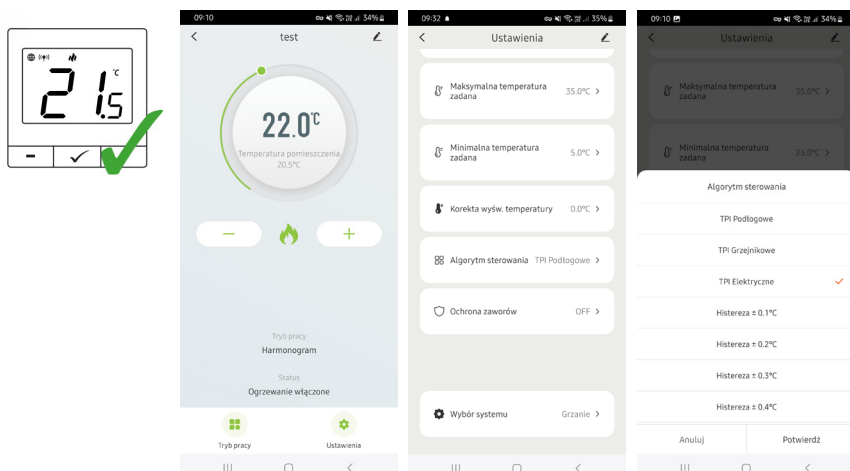 21.5 °C
-
09:10
34%
test
22.0°C
Temperatura pomieszczenia
20.5°C
Tryb pracy
Harmonogram
Status
Ogrzewanie włączone
Tryb pracy
Ustawienia
09:32
35%
Ustawienia
Maksymalna temperatura
zadana
35.0°C
Minimalna temperatura
zadana
5.0°C
Korekta wyśw. temperatury
0.0°C
Algorytm sterowania
TPI Podłogowe
Ochrona zaworów
OFF
Wybór systemu
Grzanie
09:10
34%
Ustawienia
Maksymalna temperatura
zadana
35.0°C
Minimalna temperatura
zadana
23.0°C
Algorytm sterowania
TPI Podłogowe
TPI Grzejnikowe
TPI Elektryczne
Histereza ± 0.1°C
Histereza ± 0.2°C
Histereza ± 0.3°C
Histereza ± 0.4°C
Anuluj
Potwierdź